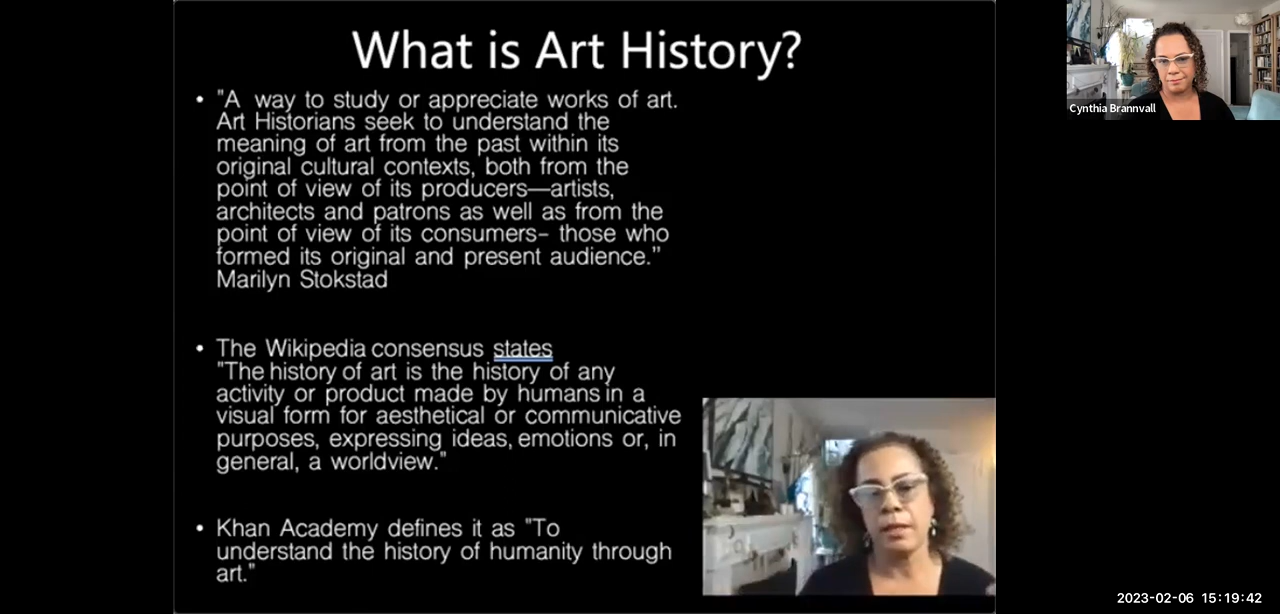 What is Art History?
• "A way to study or appreciate works of art.
Art Historians seek to understand the
meaning of art from the past within its
original cultural contexts, both from the
point of view of its producers—artists,
architects and patrons as well as from the
point of view of its consumers– those who
formed its original and present audience."
Marilyn Stokstad
• The Wikipedia consensus states
"The history of art is the history of any
activity or product made by humans in a
visual form for aesthetical or communicative
purposes, expressing ideas, emotions or, in
general, a worldview."
• Khan Academy defines it as "To
understand the history of humanity through
art."
Cynthia Brannvall
2023-02-06 15:19:42